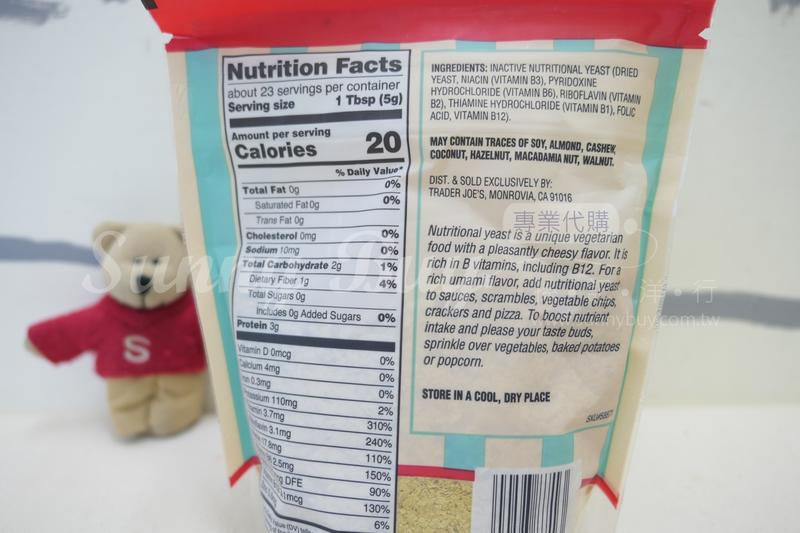 Nutrition Facts
about 23 servings per container
Serving size 1 Tbsp (5g)
Amount per serving
Calories 20
% Daily Value*
Total Fat 0g 0%
Saturated Fat 0g 0%
Trans Fat 0g
Cholesterol 0mg 0%
Sodium 10mg 0%
Total Carbohydrate 2g 1%
Dietary Fiber 1g 4%
Total Sugars 0g
Includes 0g Added Sugars 0%
Protein 3g
Vitamin D 0mcg 0%
Calcium 4mg 0%
0.3mg 0%
110mg 2%
3.7mg 310%
3.1mg 240%
17.8mg 110%
2.5mg 150%
DFE 90%
mcg 130%
6%
INGREDIENTS: INACTIVE NUTRITIONAL YEAST (DRIED
YEAST, NIACIN (VITAMIN B3), PYRIDOXINE
HYDROCHLORIDE (VITAMIN B6), RIBOFLAVIN (VITAMIN
B2), THIAMINE HYDROCHLORIDE (VITAMIN B1), FOLIC
ACID, VITAMIN B12).
MAY CONTAIN TRACES OF SOY, ALMOND, CASHEW,
COCONUT, HAZELNUT, MACADAMIA NUT, WALNUT.
DIST. & SOLD EXCLUSIVELY BY:
TRADER JOE'S, MONROVIA, CA 91016
Nutritional yeast is a unique vegetarian
food with a pleasantly cheesy flavor. It is
rich in B vitamins, including B12. For a
rich umami flavor, add nutritional yeast
to sauces, scrambles, vegetable chips,
crackers and pizza. To boost nutrient
intake and please your taste buds,
sprinkle over vegetables, baked potatoes
or popcorn.
STORE IN A COOL, DRY PLACE
S
專業代購
Sunny Buy
洋行